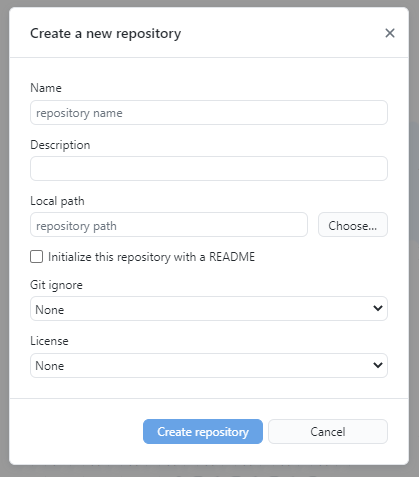 Create a new repository
Name
repository name
Description
Local path
repository path
Choose...
Initialize this repository with a README
Git ignore
None
License
None
Create repository
Cancel